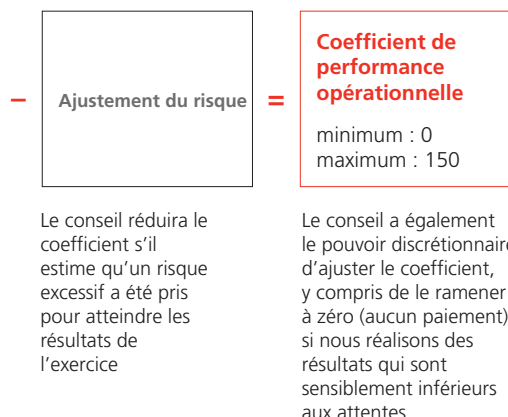 – Ajustement du risque =
Coefficient de
performance
opérationnelle
minimum : 0
maximum : 150
Le conseil réduira le
coefficient s’il
estime qu’un risque
excessif a été pris
pour atteindre les
résultats de
l’exercice
Le conseil a également
le pouvoir discrétionnaire
d’ajuster le coefficient,
y compris de le ramener
à zéro (aucun paiement)
si nous réalisons des
résultats qui sont
sensiblement inférieurs
aux attentes